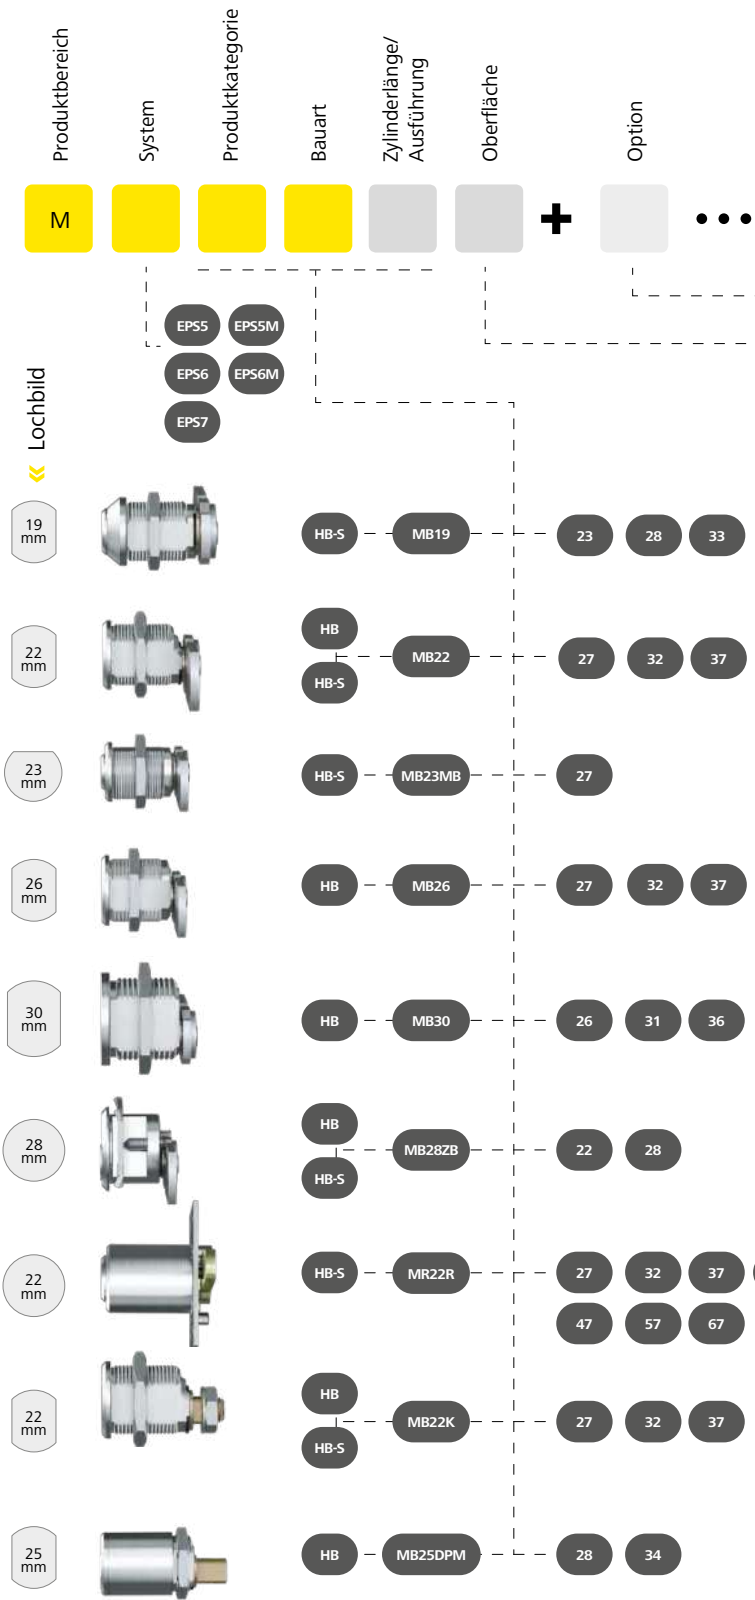 Produktbereich
System
Produktkategorie
Bauart
Zylinderlänge/
Ausführung
Oberfläche
Option
M
EPS5 EPS5M
EPS6 EPS6M
EPS7
Lochbild
19
mm
HB-S MB19 23 28 33
22
mm
HB
HB-S
MB22 27 32 37
23
mm
HB-S MB23MB 27
26
mm
HB MB26 27 32 37
30
mm
HB MB30 26 31 36
28
mm
HB
HB-S
MB28ZB 22 28
22
mm
HB-S MR22R 27 32 37
47 57 67
22
mm
HB
HB-S
MB22K 27 32 37
25
mm
HB MB25DPM 28 34